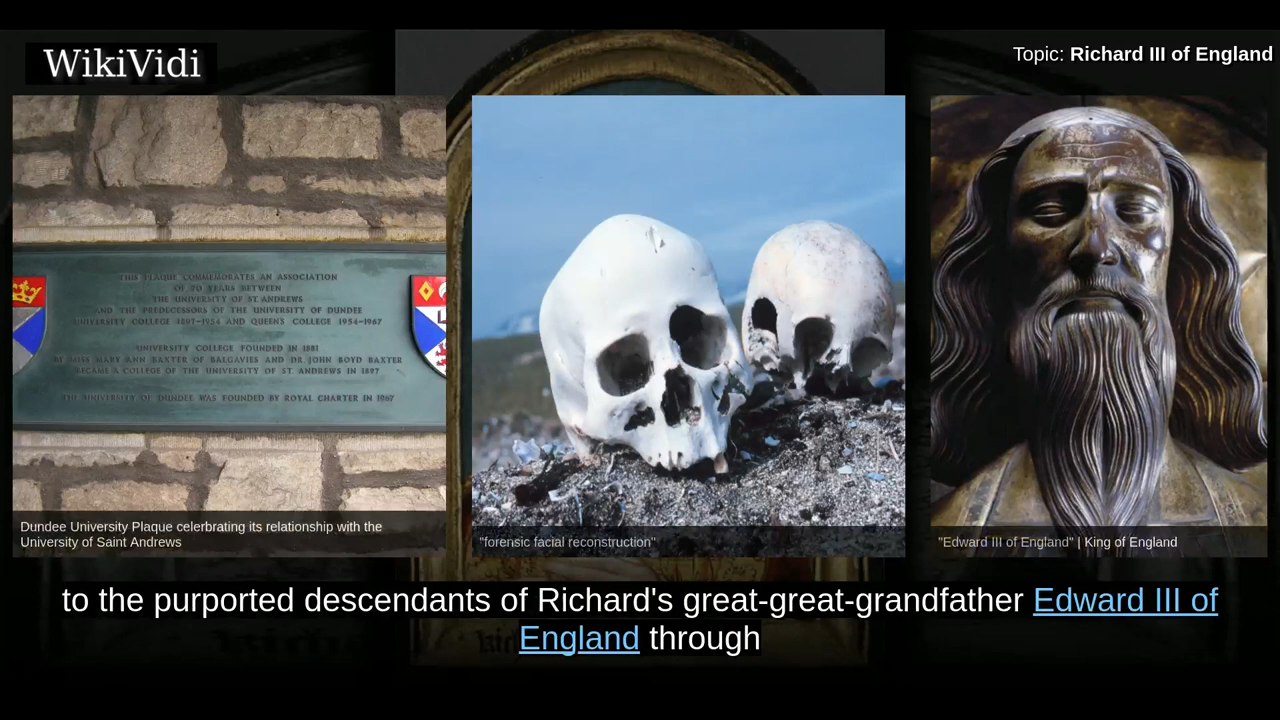 WikiVidi
Topic: Richard III of England
THIS PLAQUE COMMEMORATES AN ASSOCIATION
OF 70 YEARS BETWEEN
THE UNIVERSITY OF ST. ANDREWS
AND THE PREDECESSORS OF THE UNIVERSITY OF DUNDEE
UNIVERSITY COLLEGE 1897-1954 AND QUEEN'S COLLEGE 1954-1967
UNIVERSITY COLLEGE FOUNDED IN 1881
BY MISS MARY ANN BAXTER OF BALGAVIES AND DR. JOHN BOYD BAXTER
BECAME A COLLEGE OF THE UNIVERSITY OF ST. ANDREWS IN 1897
THE UNIVERSITY OF DUNDEE WAS FOUNDED BY ROYAL CHARTER IN 1967
Dundee University Plaque celerbrating its relationship with the
University of Saint Andrews
"forensic facial reconstruction"
"Edward III of England" | King of England
to the purported descendants of Richard's great-great-grandfather Edward III of
England through